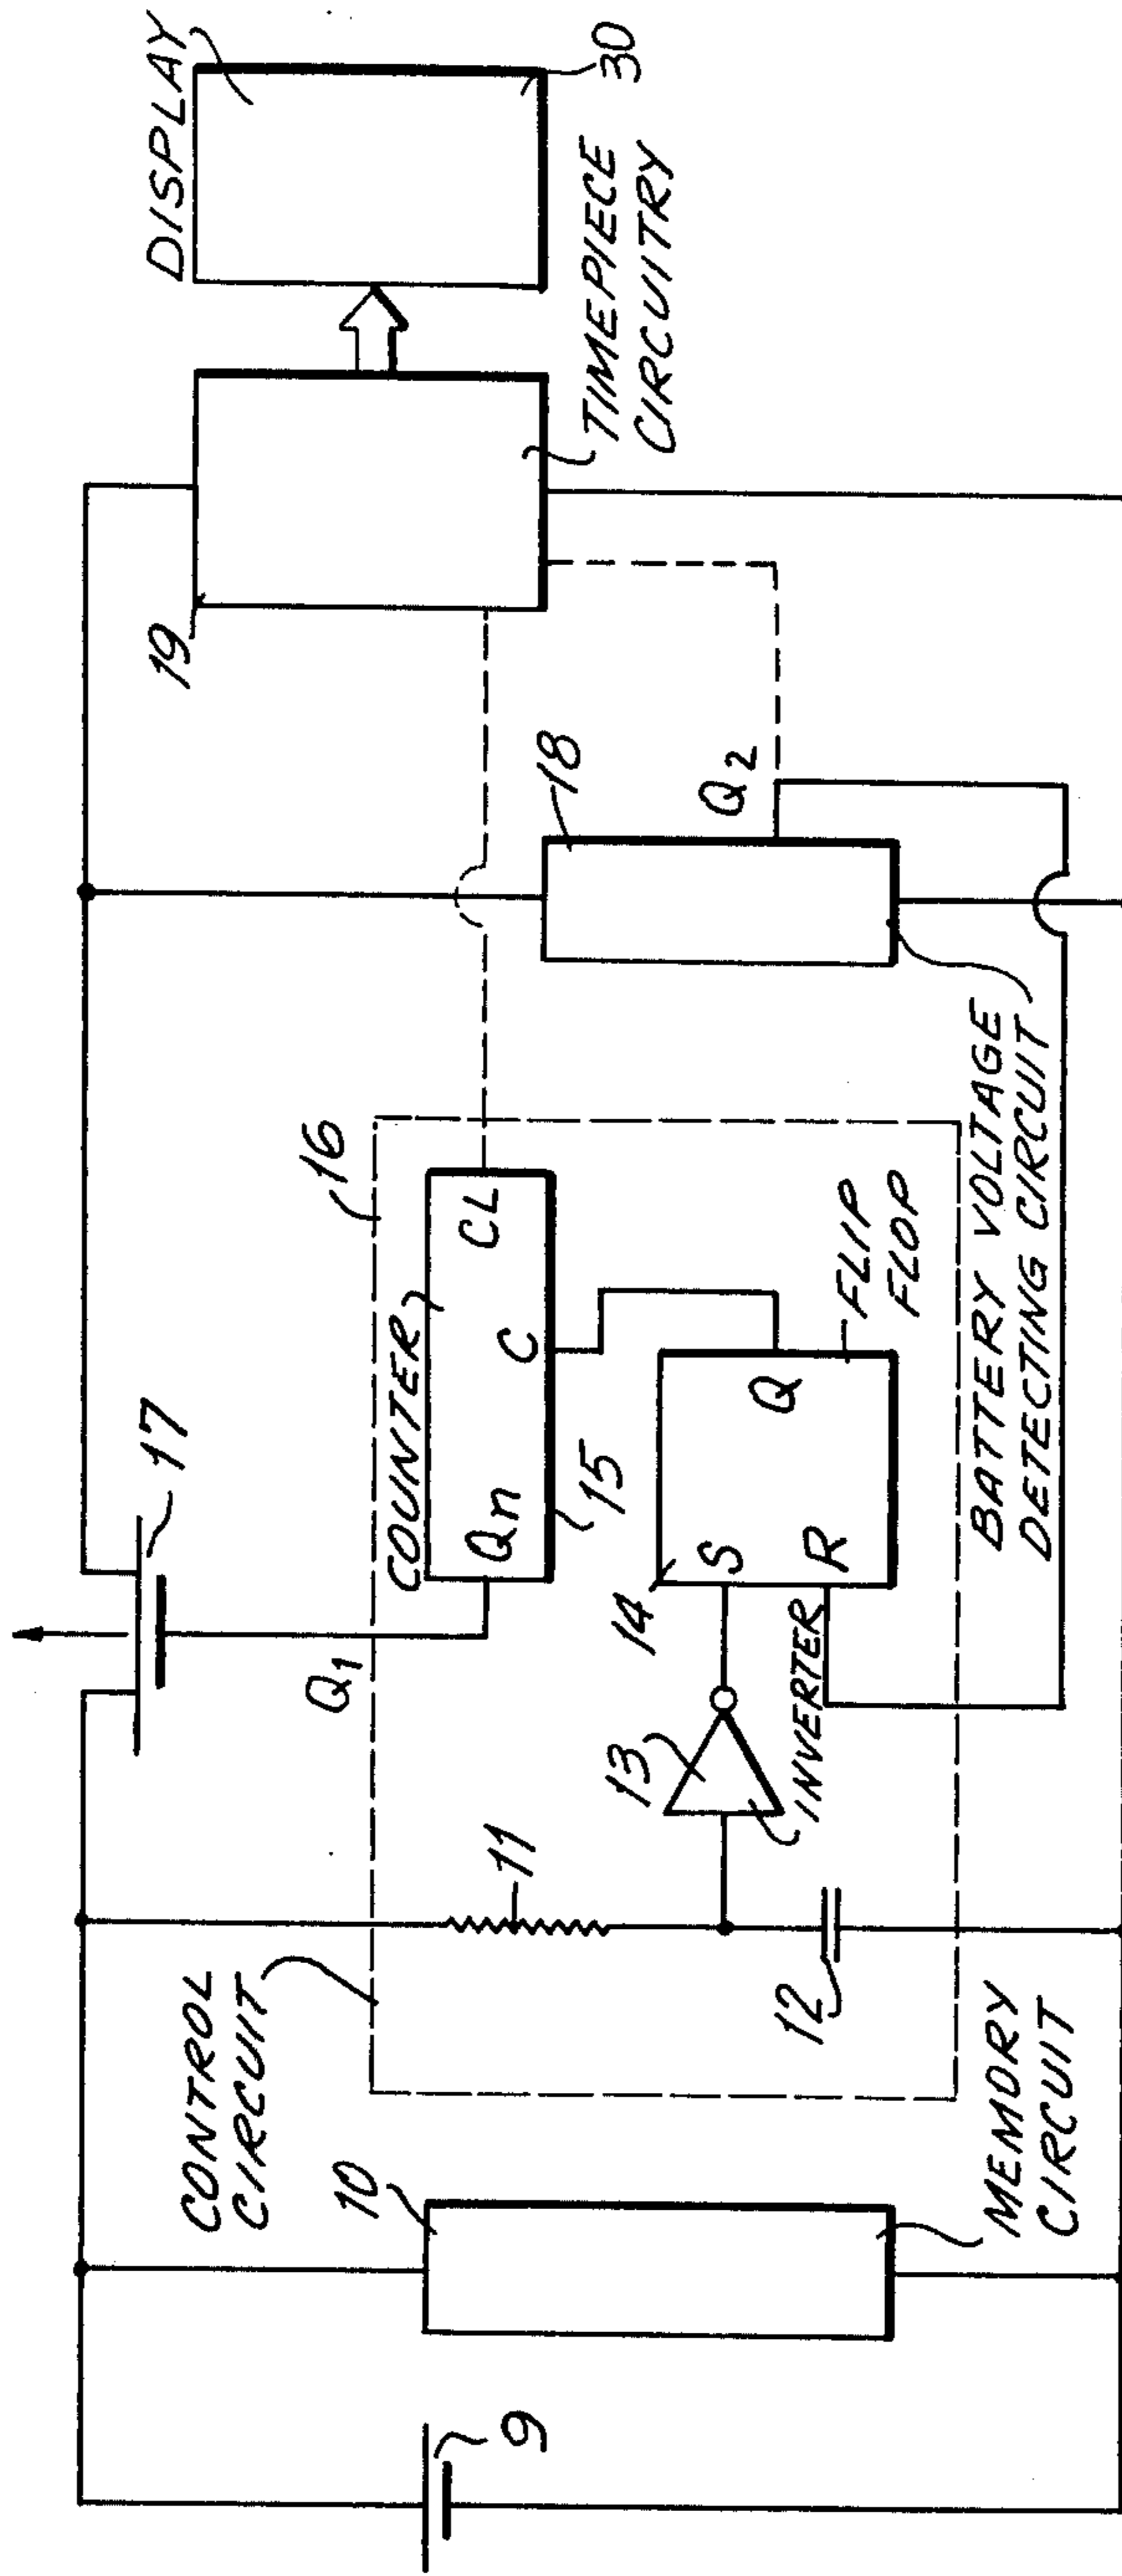 DISPLAY
30
TIMEPIECE
CIRCUITRY
19
18
Q2
BATTERY VOLTAGE
DETECTING CIRCUIT
16
17
COUNTER
Qn
C
CL
15
Q1
14
S
R
Q
FLIP
FLOP
13
INVERTER
11
12
CONTROL
CIRCUIT
10
MEMORY
CIRCUIT
9